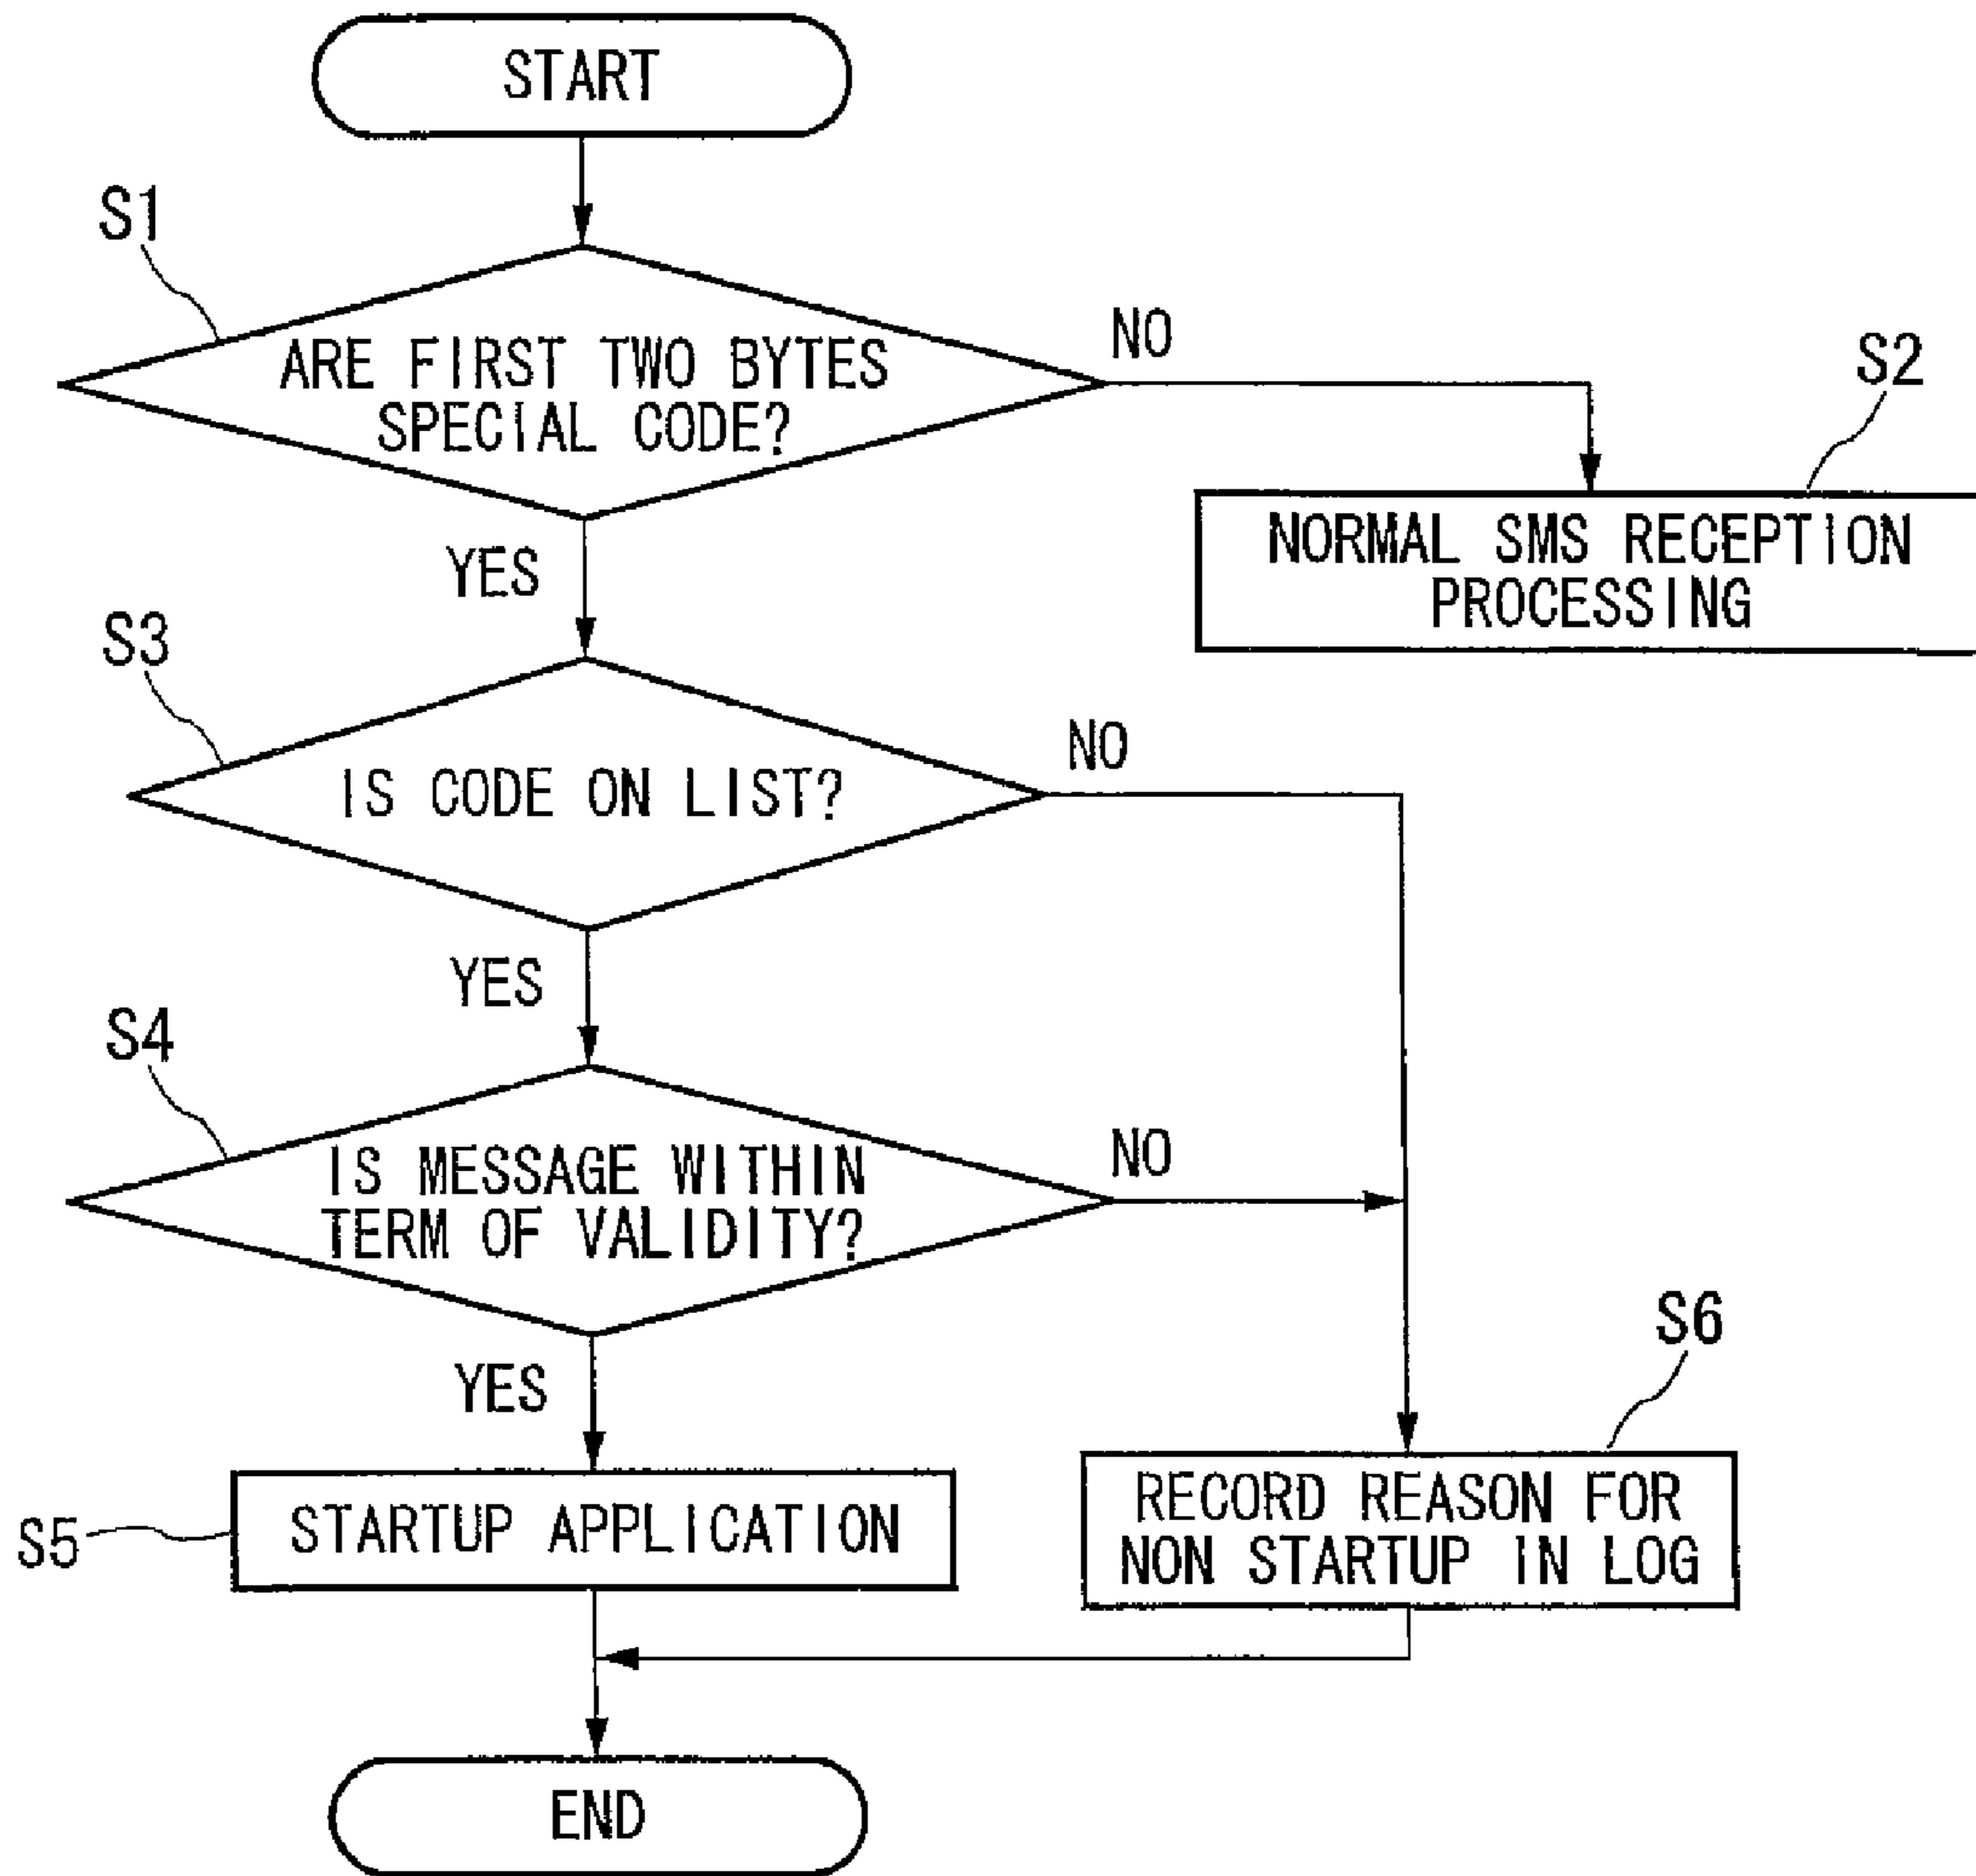 START
S1
ARE FIRST TWO BYTES
SPECIAL CODE?
NO
S2
NORMAL SMS RECEPTION
PROCESSING
YES
S3
IS CODE ON LIST?
NO
YES
S4
IS MESSAGE WITHIN
TERM OF VALIDITY?
NO
YES
S6
S5
STARTUP APPLICATION
RECORD REASON FOR
NON STARTUP IN LOG
END